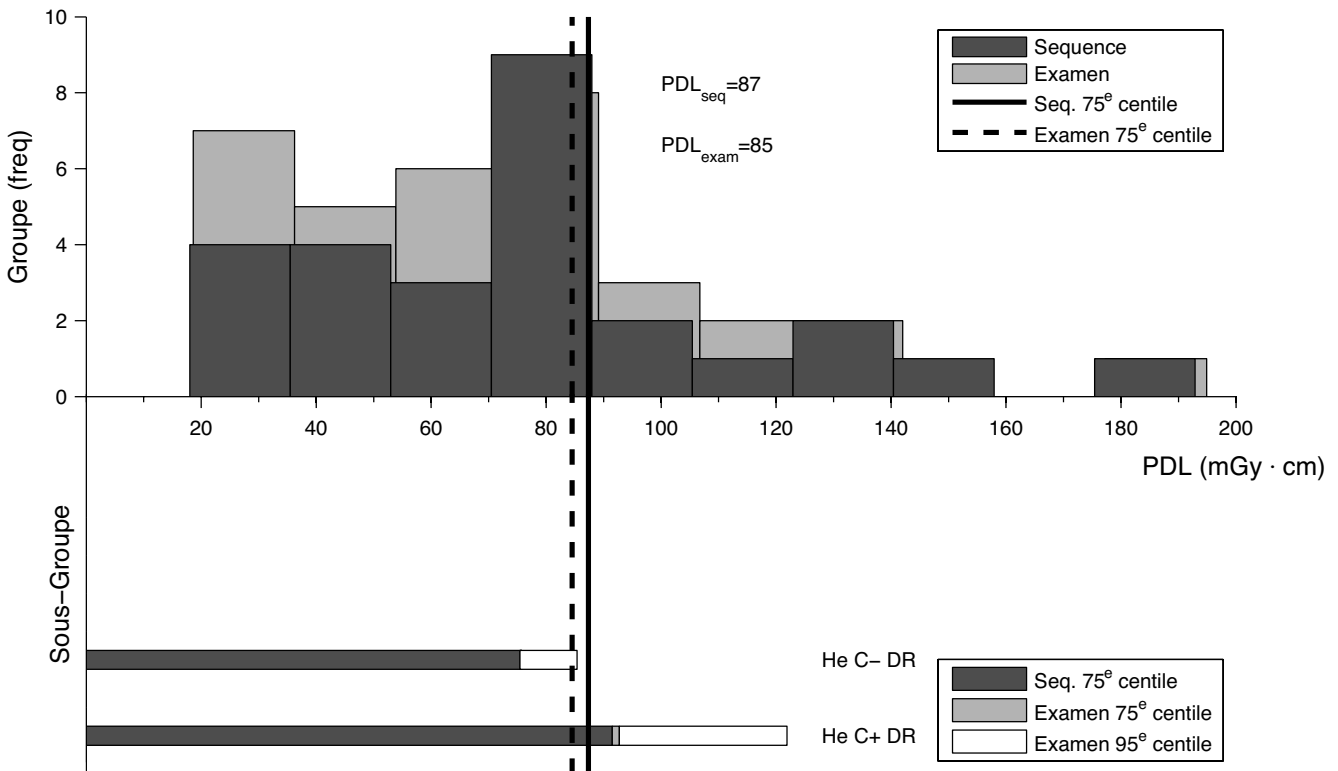 10
8
6
4
2
0
Groupe (freq)
PDLseq=87
PDLexam=85
Sequence
Examen
Seq. 75e centile
Examen 75e centile
20 40 60 80 100 120 140 160 180 200
PDL (mGy · cm)
Sous−Groupe
He C− DR
He C+ DR
Seq. 75e centile
Examen 75e centile
Examen 95e centile